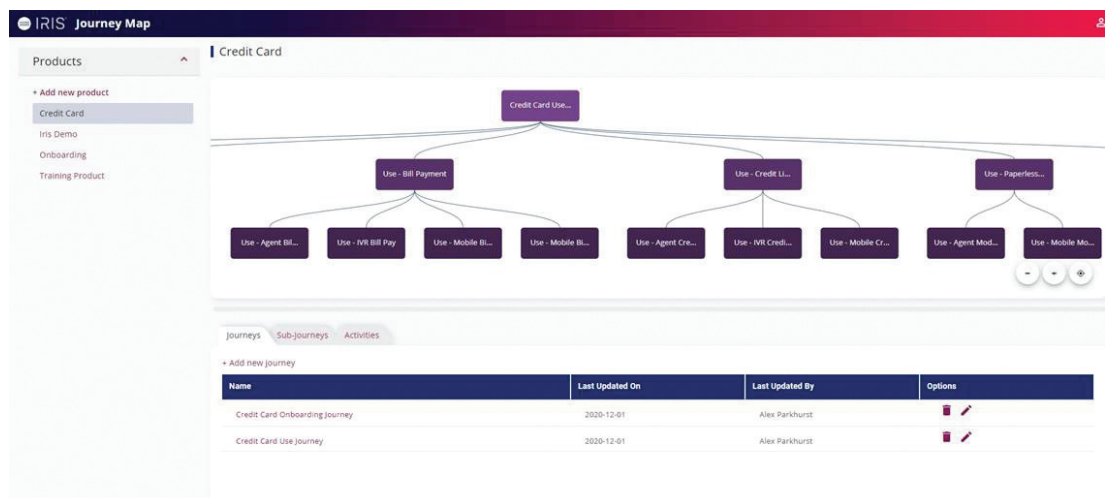 IRIS Journey Map
Products
+ Add new product
Credit Card
Iris Demo
Onboarding
Training Product
Credit Card
Credit Card Use...
Use - Bill Payment
Use - Credit Li...
Use - Paperless...
Use - Agent Bil...
Use - IVR Bill Pay
Use - Mobile Bi...
Use - Mobile Bi...
Use - Agent Cre...
Use - IVR Credi...
Use - Mobile Cr...
Use - Agent Mod...
Use - Mobile Mo...
Journeys Sub-Journeys Activities
+ Add new journey
Name Last Updated On Last Updated By Options
Credit Card Onboarding Journey 2020-12-01 Alex Parkhurst
Credit Card Use Journey 2020-12-01 Alex Parkhurst